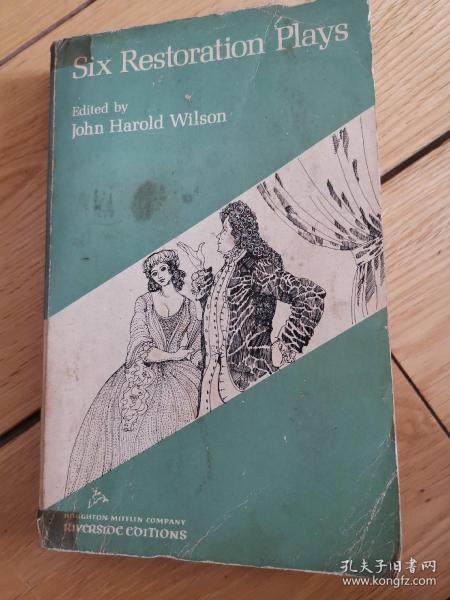 Six Restoration Plays
Edited by
John Harold Wilson
HOUGHTON MIFFLIN COMPANY
RIVERSIDE EDITIONS
孔夫子旧书网
www.kongfz.com